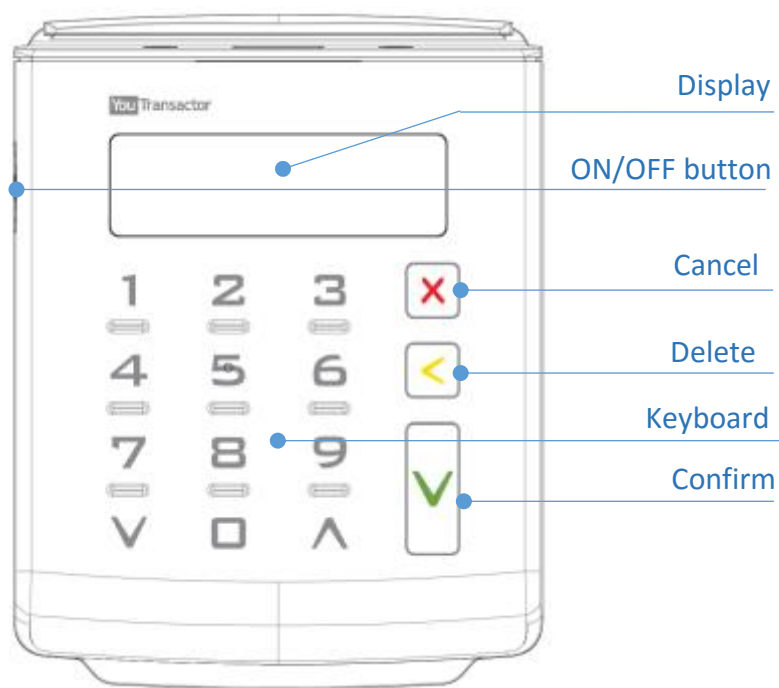 You Transactor
Display
ON/OFF button
1 2 3
Cancel
4 5 6
Delete
Keyboard
7 8 9
Confirm
0